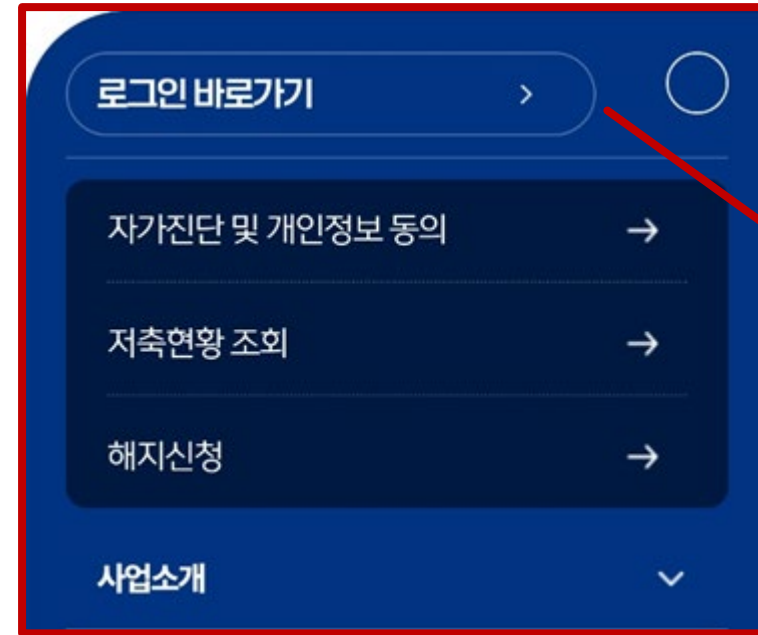 로그인 바로가기
자가진단 및 개인정보 동의
저축현황 조회
해지신청
사업소개